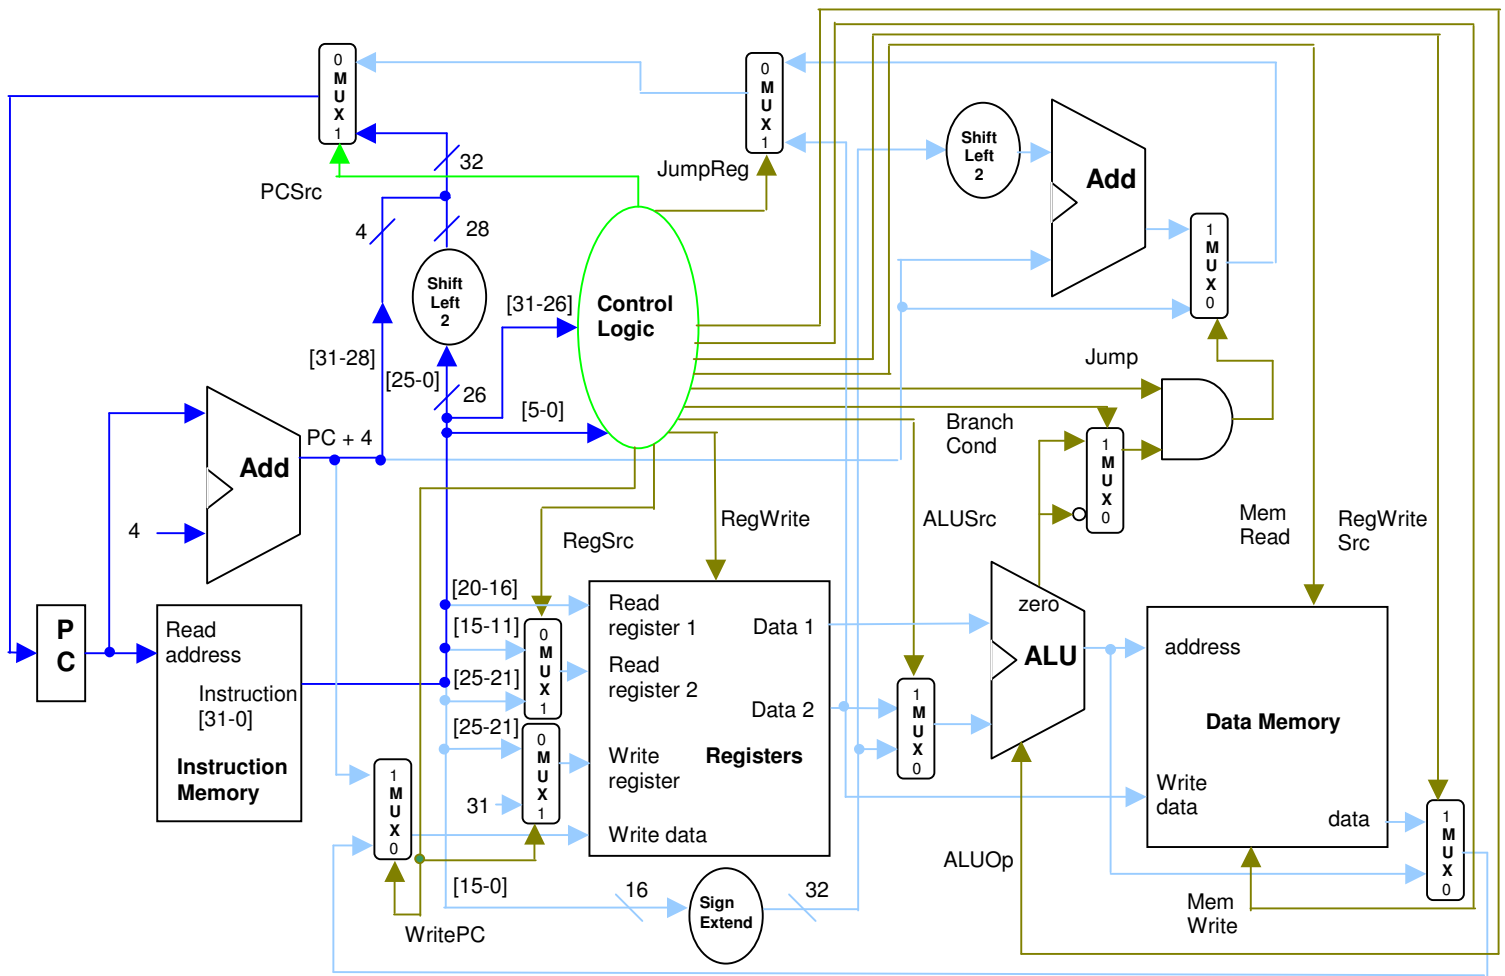 0
M
U
X
1
0
M
U
X
1
32
JumpReg
PCSrc
Shift
Left
2
Add
4
28
1
M
U
X
0
Shift
Left
2
[31-26]
Control
Logic
[31-28]
[25-0]
26
Jump
[5-0]
Branch
Cond
PC + 4
Add
1
M
U
X
0
4
RegSrc
RegWrite
ALUSrc
Mem
Read
RegWrite
Src
[20-16]
Read
register 1
zero
P
C
Read
address
[15-11]
0
M
U
X
1
Data 1
ALU
address
Read
register 2
[25-21]
Instruction
[31-0]
Data 2
1
M
U
X
0
Data Memory
[25-21]
0
M
U
X
1
Write
register
Registers
Instruction
Memory
1
M
U
X
0
31
Write data
Write
data
data
1
M
U
X
0
ALUOp
[15-0]
16
Sign
Extend
32
Mem
Write
WritePC